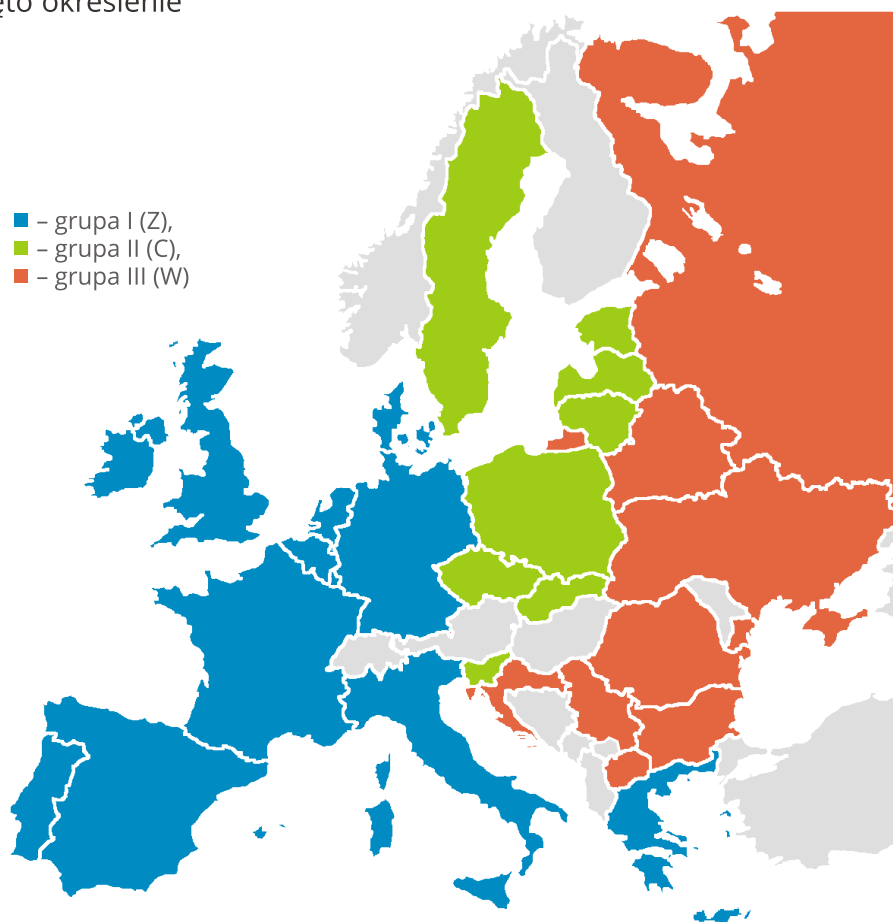 określenie
– grupa I (Z),
– grupa II (C),
– grupa III (W)